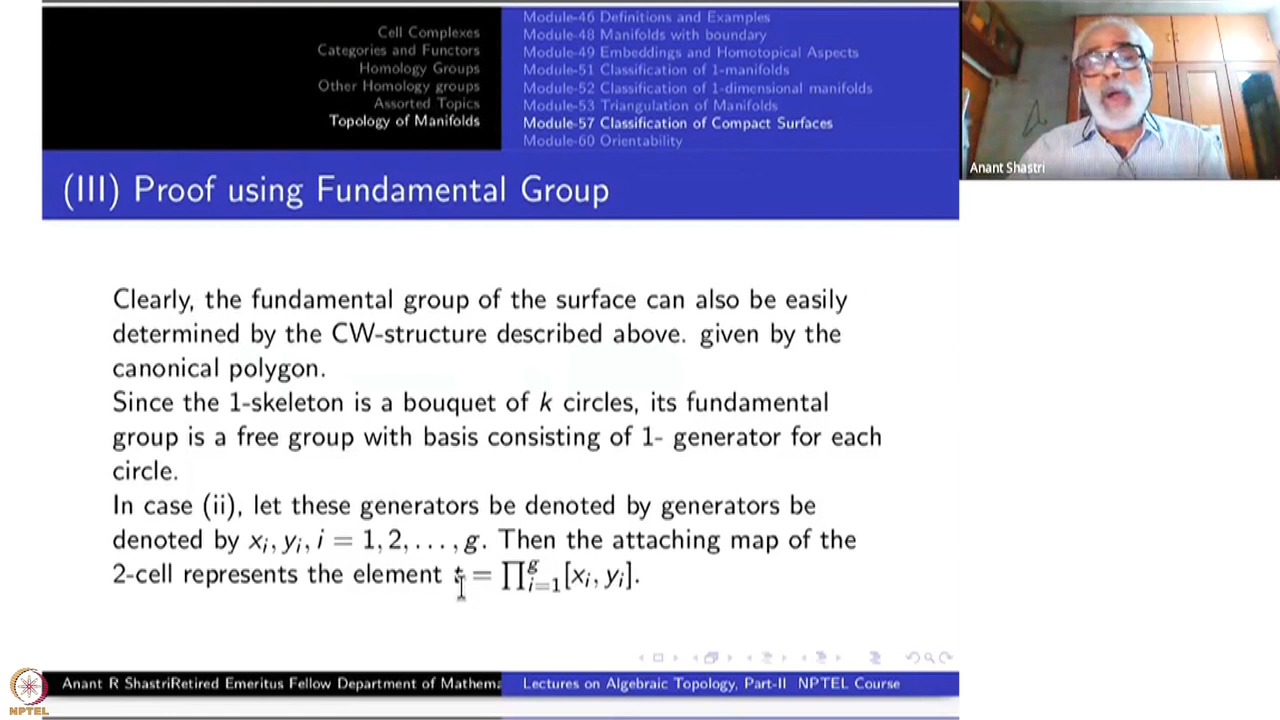 Cell Complexes
Categories and Functors
Homology Groups
Other Homology groups
Assorted Topics
Topology of Manifolds
Module-46 Definitions and Examples
Module-48 Manifolds with boundary
Module-49 Embeddings and Homotopical Aspects
Module-51 Classification of 1-manifolds
Module-52 Classification of 1-dimensional manifolds
Module-53 Triangulation of Manifolds
Module-57 Classification of Compact Surfaces
Module-60 Orientability
Anant Shastri
(III) Proof using Fundamental Group
Clearly, the fundamental group of the surface can also be easily
determined by the CW-structure described above. given by the
canonical polygon.
Since the 1-skeleton is a bouquet of k circles, its fundamental
group is a free group with basis consisting of 1- generator for each
circle.
In case (ii), let these generators be denoted by generators be
denoted by xᵢ, yᵢ, i = 1, 2, . . . , g. Then the attaching map of the
2-cell represents the element t = ∏ᵍᵢ₌₁[xᵢ, yᵢ].
Anant R ShastriRetired Emeritus Fellow Department of Mathema
Lectures on Algebraic Topology, Part-II NPTEL Course
NPTEL